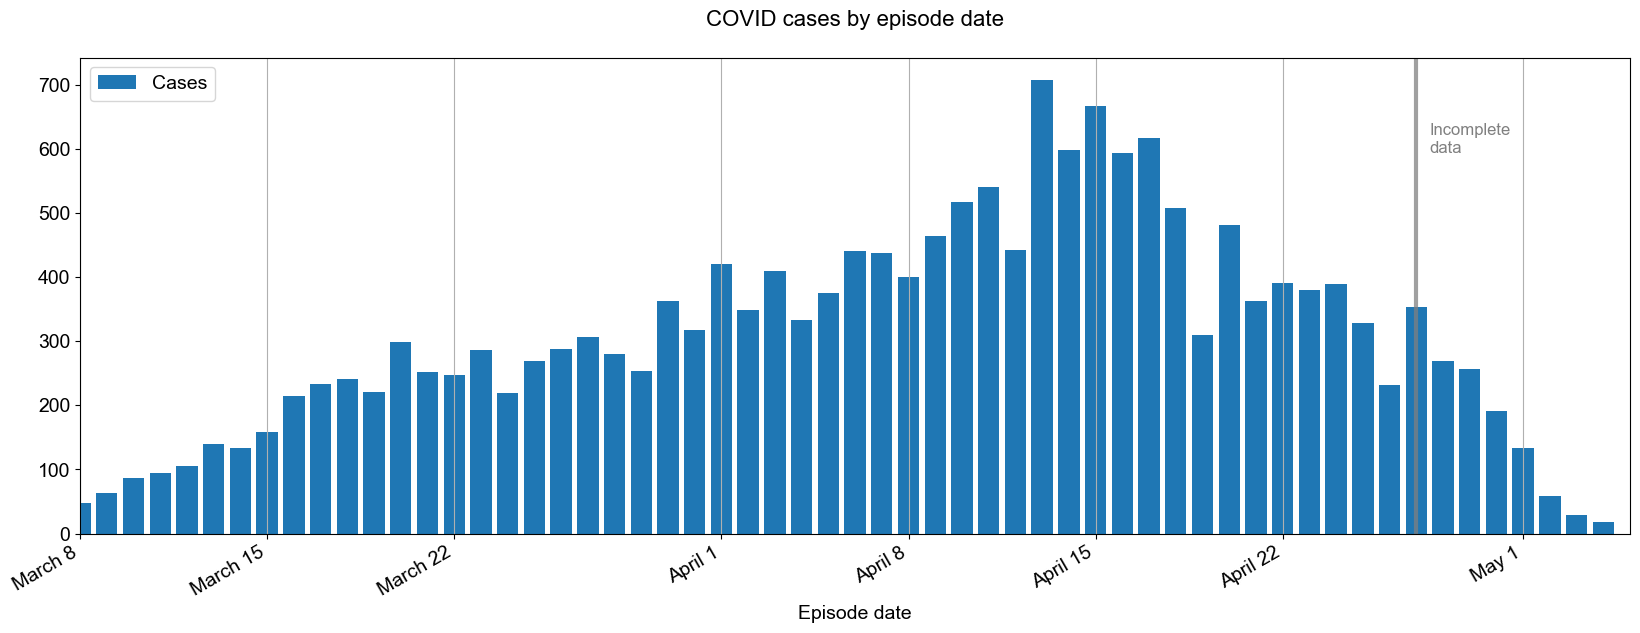 COVID cases by episode date
Cases
700
600
500
400
300
200
100
0
Incomplete
data
March 8
March 15
March 22
April 1
April 8
April 15
April 22
May 1
Episode date